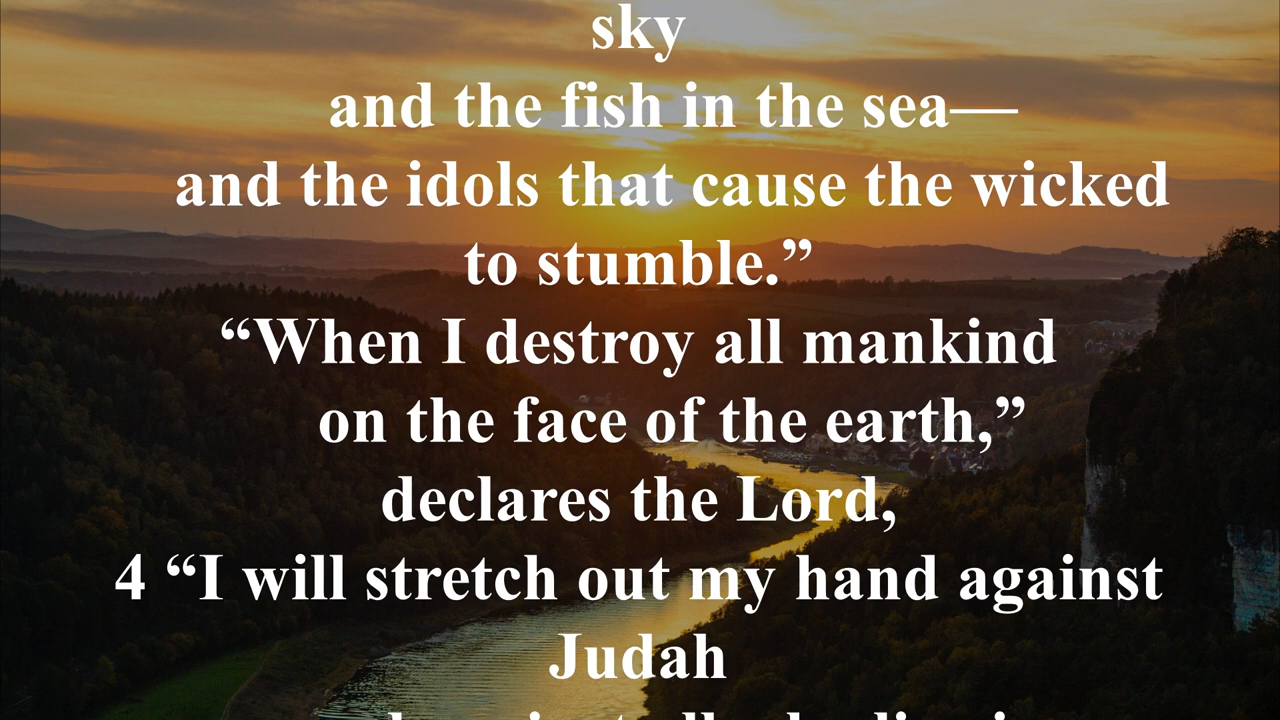 sky
and the fish in the sea—
and the idols that cause the wicked
to stumble.”
“When I destroy all mankind
on the face of the earth,”
declares the Lord,
4 “I will stretch out my hand against
Judah